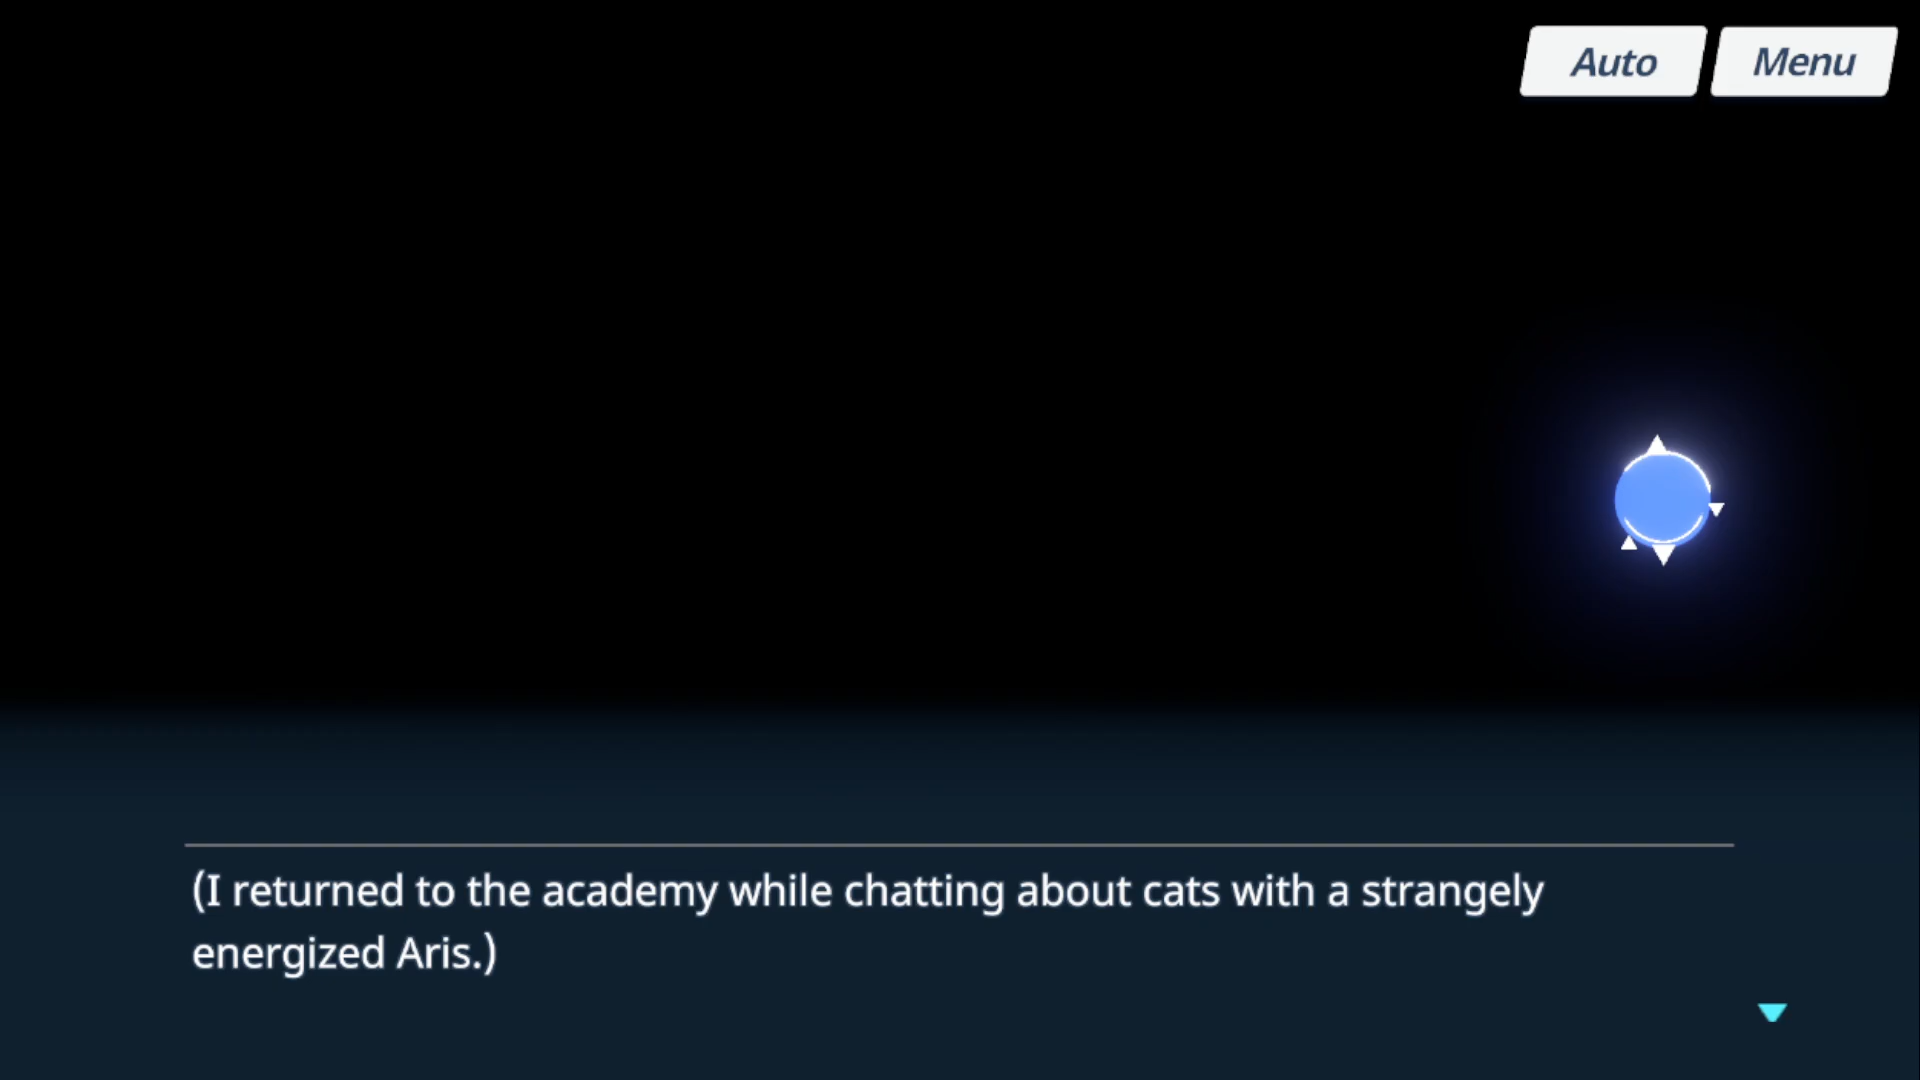 Auto Menu
(I returned to the academy while chatting about cats with a strangely
energized Aris.)